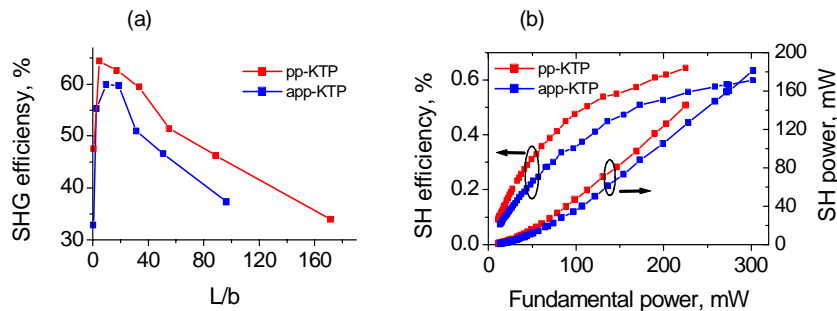 (a)
SHG efficiensy, %
60
50
40
30
0
40
80
120
160
L/b
pp-KTP
app-KTP
(b)
SH efficiency, %
0.6
0.4
0.2
0.0
0
100
200
300
Fundamental power, mW
pp-KTP
app-KTP
200
160
120
80
40
0
SH power, mW